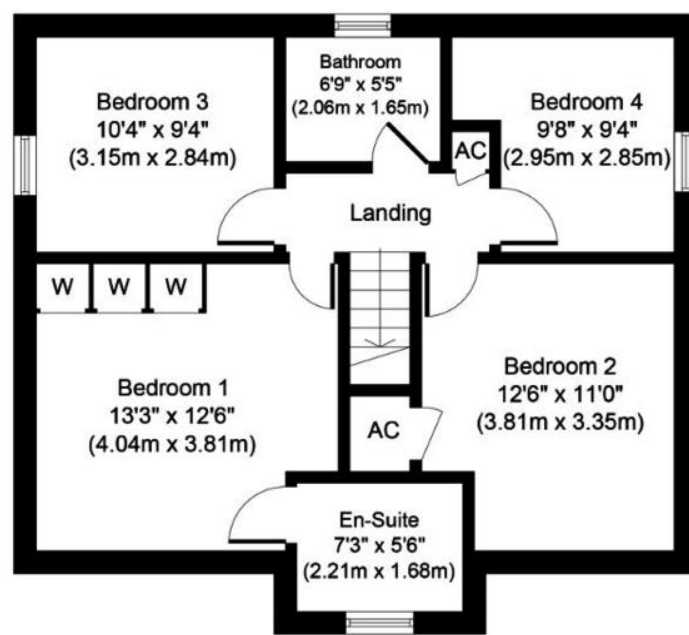 Bedroom 3
10'4" x 9'4"
(3.15m x 2.84m)
Bathroom
6'9" x 5'5"
(2.06m x 1.65m)
Bedroom 4
9'8" x 9'4"
(2.95m x 2.85m)
AC
Landing
W W W
Bedroom 1
13'3" x 12'6"
(4.04m x 3.81m)
Bedroom 2
12'6" x 11'0"
(3.81m x 3.35m)
AC
En-Suite
7'3" x 5'6"
(2.21m x 1.68m)